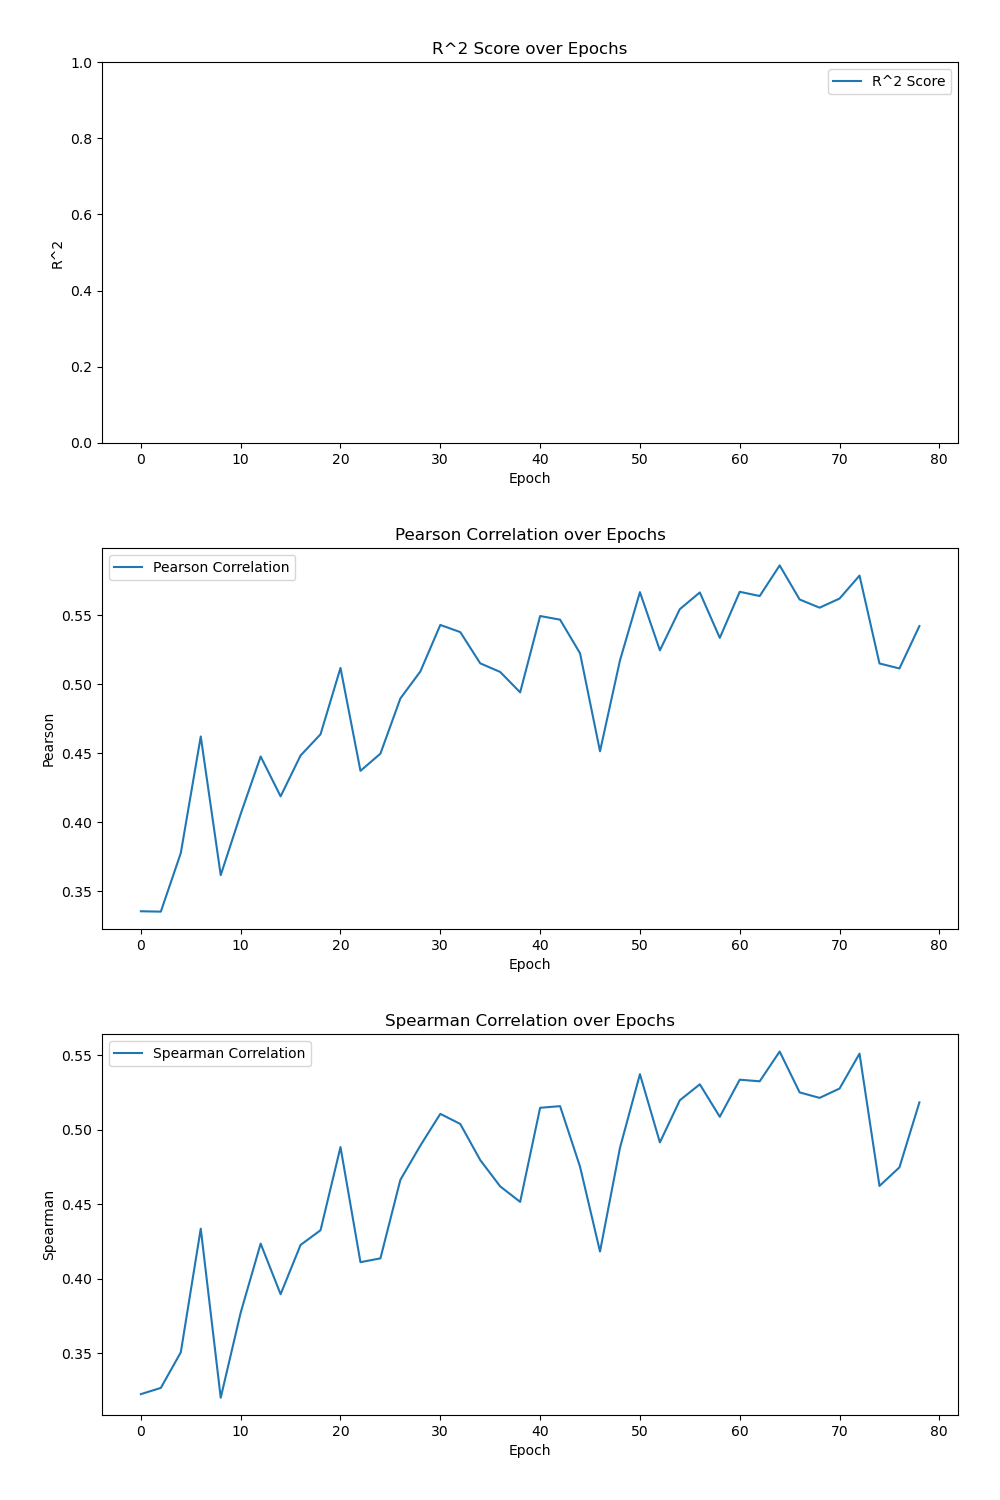 R^2 Score over Epochs
1.0
R^2 Score
0.8
0.6
R^2
0.4
0.2
0.0
0 10 20 30 40 50 60 70 80
Epoch
Pearson Correlation over Epochs
Pearson Correlation
0.55
0.50
Pearson
0.45
0.40
0.35
0 10 20 30 40 50 60 70 80
Epoch
Spearman Correlation over Epochs
Spearman Correlation
0.55
0.50
0.45
Spearman
0.40
0.35
0 10 20 30 40 50 60 70 80
Epoch